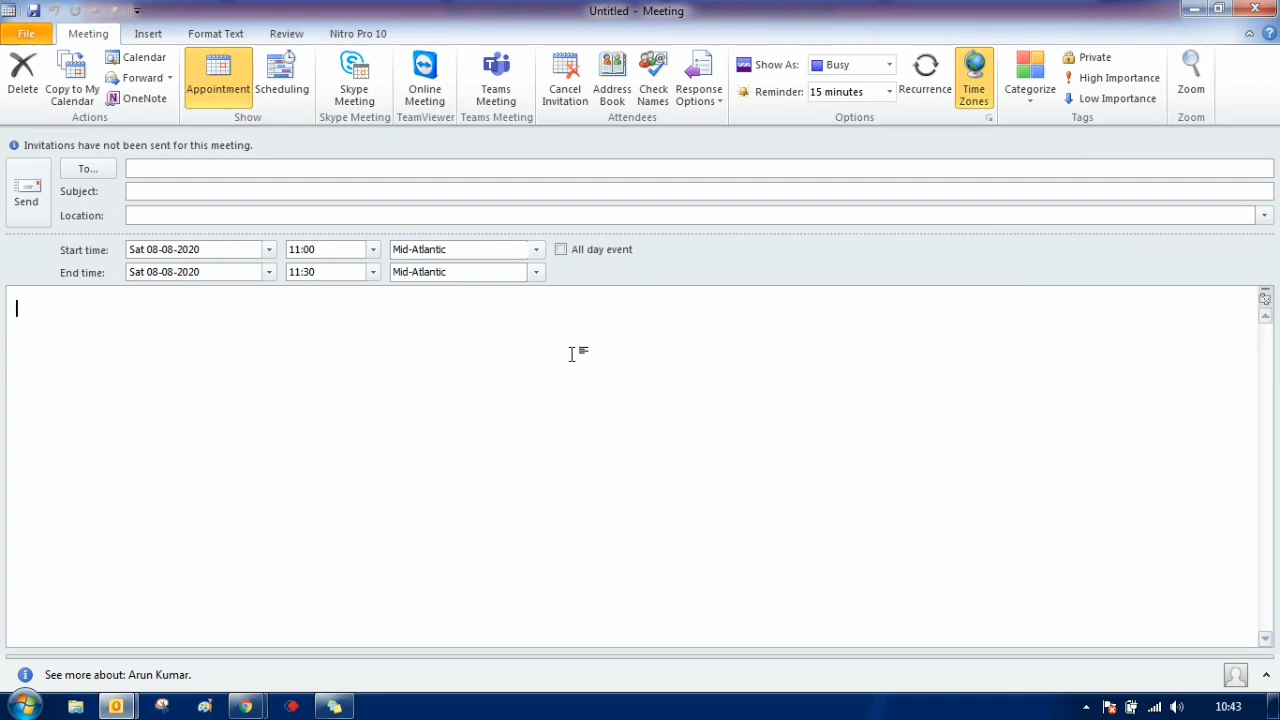 Untitled - Meeting
File Meeting Insert Format Text Review Nitro Pro 10
Delete
Copy to My Calendar
Calendar
Forward
OneNote
Actions
Appointment
Scheduling
Show
Skype Meeting
Skype Meeting
Online Meeting
TeamViewer
Teams Meeting
Teams Meeting
Cancel Invitation
Address Book
Check Names
Response Options
Attendees
Show As: Busy
Reminder: 15 minutes
Recurrence
Time Zones
Options
Categorize
Private
High Importance
Low Importance
Tags
Zoom
Zoom
Invitations have not been sent for this meeting.
Send
To...
Subject:
Location:
Start time: Sat 08-08-2020 11:00 Mid-Atlantic All day event
End time: Sat 08-08-2020 11:30 Mid-Atlantic
See more about: Arun Kumar.
10:43